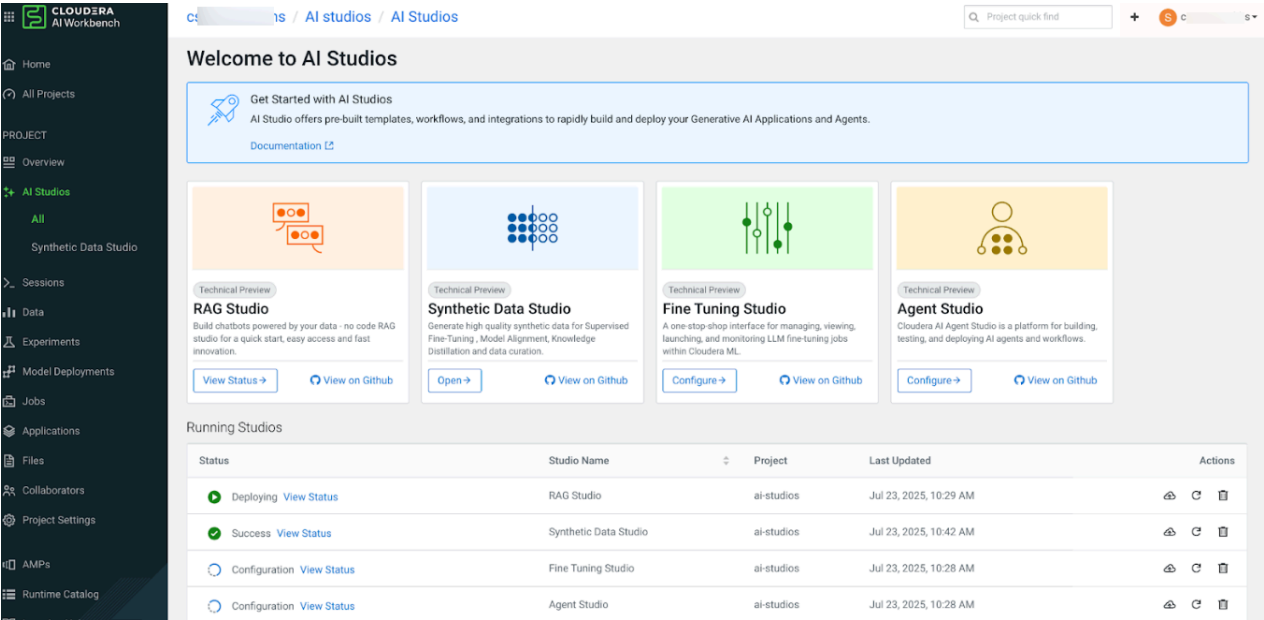 CLOUDERA
AI Workbench
/ AI studios / AI Studios
Project quick find
S
Home
All Projects
PROJECT
Overview
AI Studios
All
Synthetic Data Studio
Sessions
Data
Experiments
Model Deployments
Jobs
Applications
Files
Collaborators
Project Settings
AMPs
Runtime Catalog
Welcome to AI Studios
Get Started with AI Studios
AI Studio offers pre-built templates, workflows, and integrations to rapidly build and deploy your Generative AI Applications and Agents.
Documentation
Technical Preview
RAG Studio
Build chatbots powered by your data - no code RAG
studio for a quick start, easy access and fast
innovation.
View Status
View on Github
Technical Preview
Synthetic Data Studio
Generate high quality synthetic data for Supervised
Fine-Tuning , Model Alignment, Knowledge
Distillation and data curation.
Open
View on Github
Technical Preview
Fine Tuning Studio
A one-stop-shop interface for managing, viewing,
launching, and monitoring LLM fine-tuning jobs
within Cloudera ML.
Configure
View on Github
Technical Preview
Agent Studio
Cloudera AI Agent Studio is a platform for building,
testing, and deploying AI agents and workflows.
Configure
View on Github
Running Studios
Status Studio Name Project Last Updated Actions
Deploying View Status RAG Studio ai-studios Jul 23, 2025, 10:29 AM
Success View Status Synthetic Data Studio ai-studios Jul 23, 2025, 10:42 AM
Configuration View Status Fine Tuning Studio ai-studios Jul 23, 2025, 10:28 AM
Configuration View Status Agent Studio ai-studios Jul 23, 2025, 10:28 AM